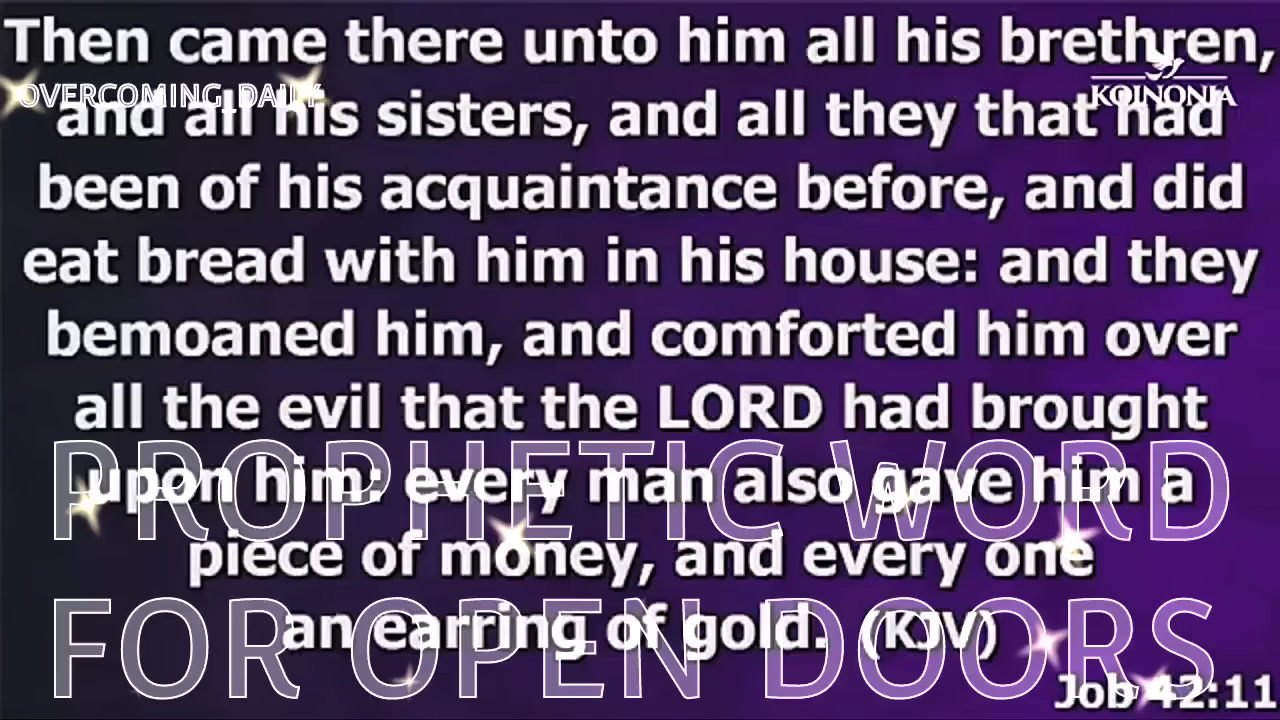 Then came there unto him all his brethren,
OVERCOMING_DAILY
KOINONIA
and all his sisters, and all they that had
been of his acquaintance before, and did
eat bread with him in his house: and they
bemoaned him, and comforted him over
all the evil that the LORD had brought
upon him: every man also gave him a
PROPHETIC WORD
piece of money, and every one
an earring of gold. (KJV)
FOR OPEN DOORS
Job 42:11